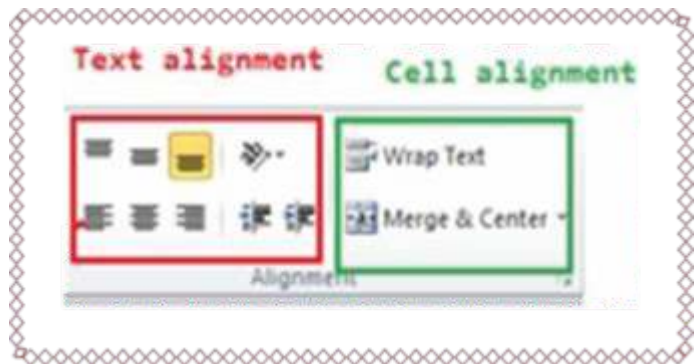 Text alignment
Cell alignment
Wrap Text
Merge & Center
Alignment